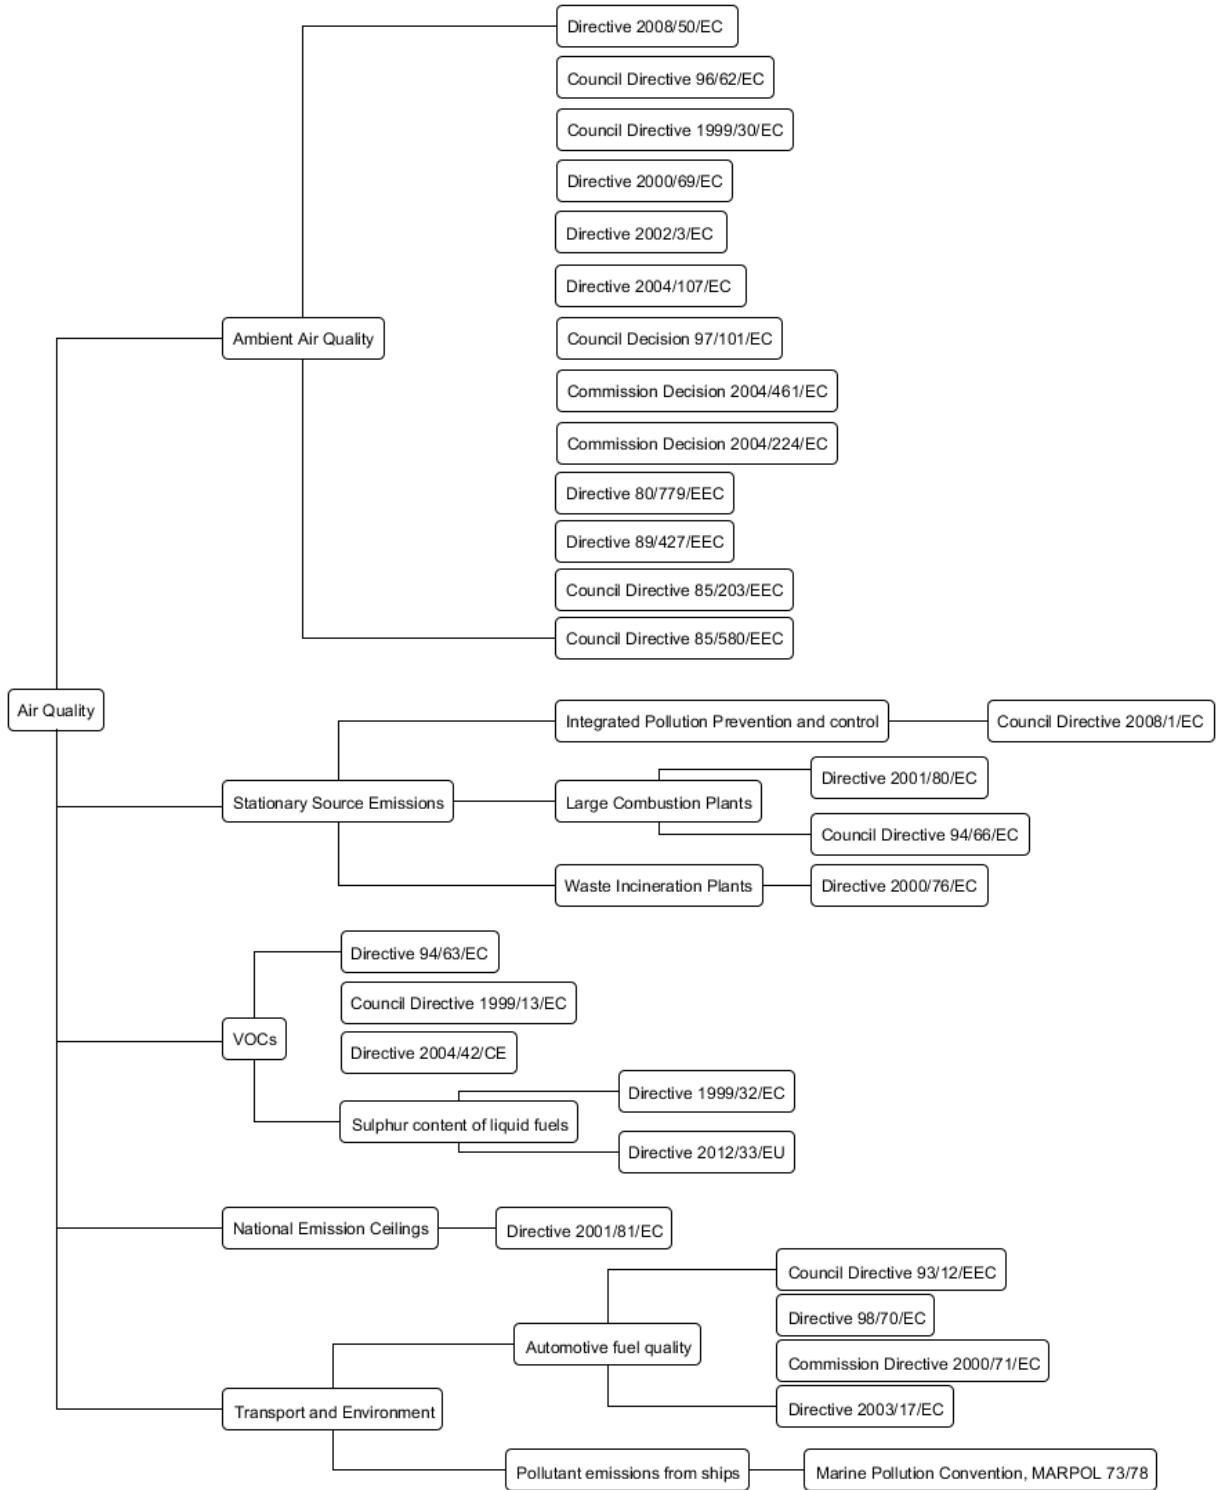 Directive 2008/50/EC
Council Directive 96/62/EC
Council Directive 1999/30/EC
Directive 2000/69/EC
Directive 2002/3/EC
Directive 2004/107/EC
Ambient Air Quality
Council Decision 97/101/EC
Commission Decision 2004/461/EC
Commission Decision 2004/224/EC
Directive 80/779/EEC
Directive 89/427/EEC
Council Directive 85/203/EEC
Council Directive 85/580/EEC
Air Quality
Integrated Pollution Prevention and control
Council Directive 2008/1/EC
Directive 2001/80/EC
Stationary Source Emissions
Large Combustion Plants
Council Directive 94/66/EC
Waste Incineration Plants
Directive 2000/76/EC
Directive 94/63/EC
Council Directive 1999/13/EC
VOCs
Directive 2004/42/CE
Directive 1999/32/EC
Sulphur content of liquid fuels
Directive 2012/33/EU
National Emission Ceilings
Directive 2001/81/EC
Council Directive 93/12/EEC
Directive 98/70/EC
Automotive fuel quality
Commission Directive 2000/71/EC
Directive 2003/17/EC
Transport and Environment
Pollutant emissions from ships
Marine Pollution Convention, MARPOL 73/78